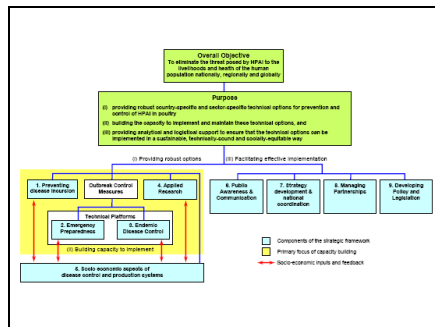 Overall Objective
To eliminate the threat posed by HPAI to the
livelihoods and health of the human
population nationally, regionally and globally
Purpose
(i) providing robust country-specific and sector-specific technical options for prevention and
control of HPAI in poultry
(ii) building the capacity to implement and maintain these technical options, and
(iii) providing analytical and logistical support to ensure that the technical options can be
implemented in a sustainable, technically-sound and socially-equitable way
(i) Providing robust options
(iii) Facilitating effective implementation
1. Preventing
disease incursion
Outbreak Control
Measures
4. Applied
Research
6. Public
Awareness &
Communication
7. Strategy
development &
national
coordination
8. Managing
Partnerships
9. Developing
Policy and
Legislation
Technical Platforms
2. Emergency
Preparedness
3. Endemic
Disease Control
(ii) Building capacity to implement
5. Socio economic aspects of
disease control and production systems
Components of the strategic framework
Primary focus of capacity building
Socio-economic inputs and feedback